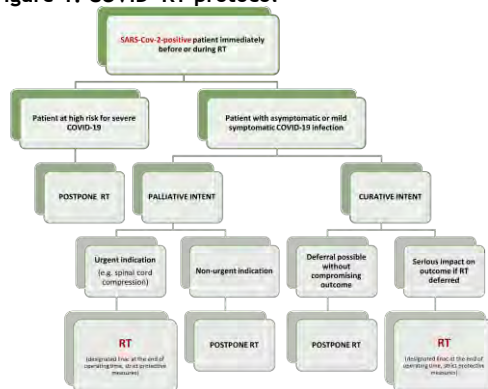 Figure 1. COVID-RT protocol
SARS-Cov-2-positive patient immediately
before or during RT
Patient at high risk for severe
COVID-19
Patient with asymptomatic or mild
symptomatic COVID-19 infection
POSTPONE RT
PALLIATIVE INTENT
CURATIVE INTENT
Urgent indication
(e.g. spinal cord
compression)
Non-urgent indication
Deferral possible
without
compromising
outcome
Serious impact on
outcome if RT
deferred
RT
(designated linac at the end of
operating time, strict protective
measures)
POSTPONE RT
POSTPONE RT
RT
(designated linac at the end of
operating time, strict protective
measures)